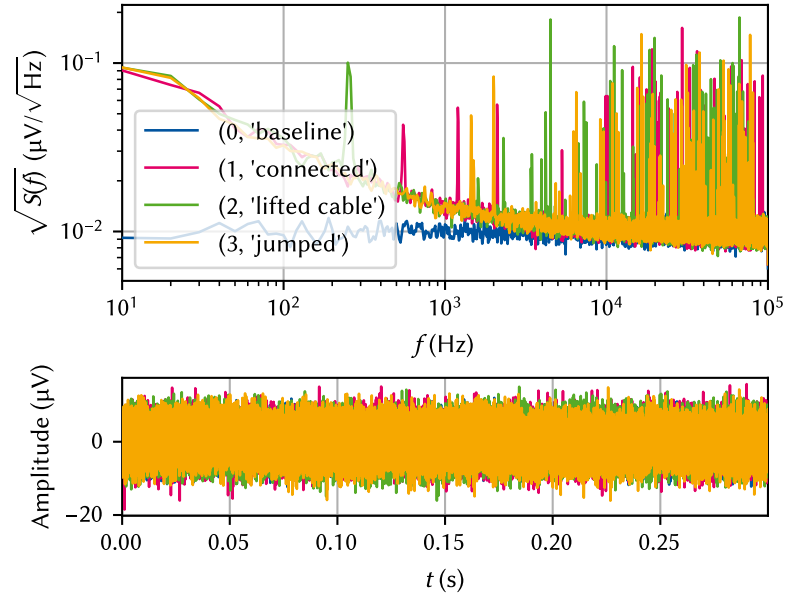 √S(f) (µV/√Hz)
10⁻¹
10⁻²
(0, 'baseline')
(1, 'connected')
(2, 'lifted cable')
(3, 'jumped')
10¹ 10² 10³ 10⁴ 10⁵
f (Hz)
Amplitude (µV)
0
−20
0.00 0.05 0.10 0.15 0.20 0.25
t (s)